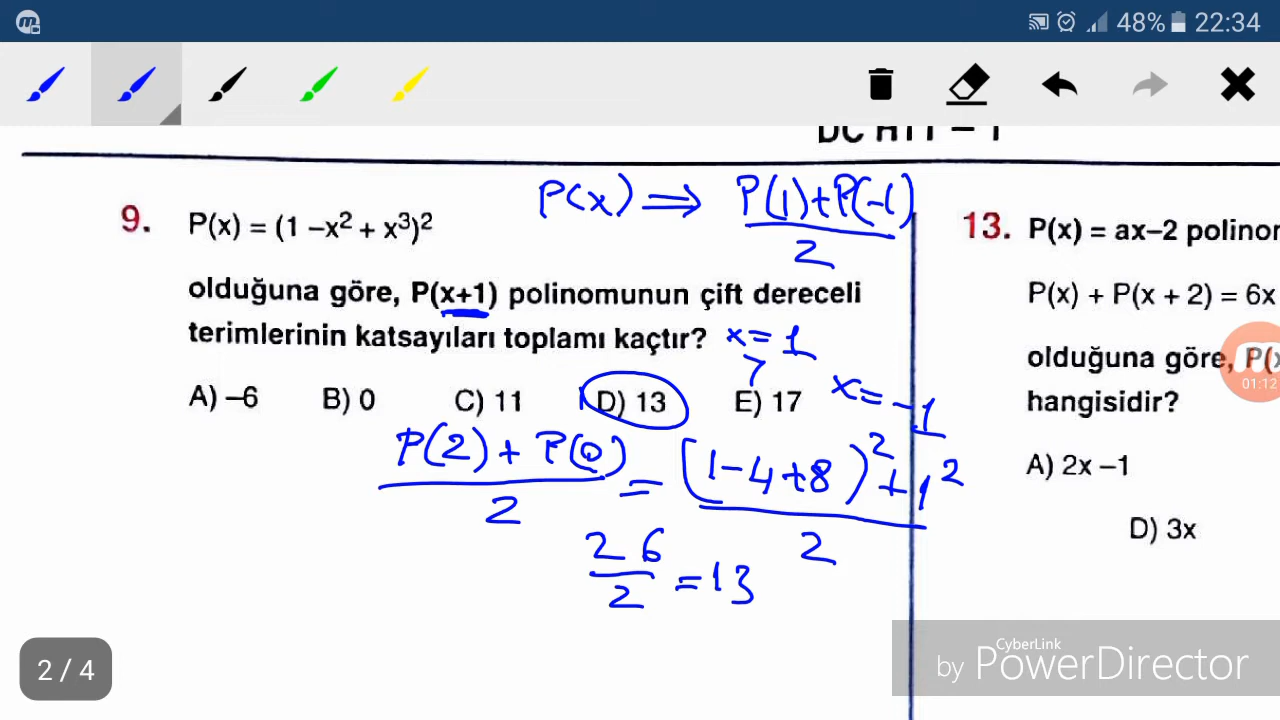 48% 22:34
DC HIT – 1
9. P(x) = (1 –x² + x³)²
P(x) ⟹ P(1)+P(-1) / 2
olduğuna göre, P(x+1) polinomunun çift dereceli
terimlerinin katsayıları toplamı kaçtır?
x = 1
x = -1
A) –6 B) 0 C) 11 D) 13 E) 17
P(2) + P(0) / 2 = (1-4+8)² + 1² / 2
26 / 2 = 13
13. P(x) = ax–2 polinor
P(x) + P(x + 2) = 6x
olduğuna göre, P(x
hangisidir?
A) 2x –1
D) 3x
01:12
2 / 4
CyberLink
by PowerDirector